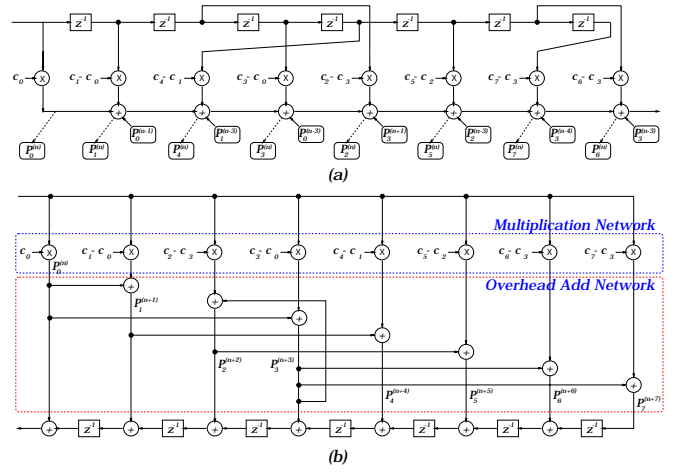 z⁻¹ z⁻¹ z⁻¹ z⁻¹ z⁻¹ z⁻¹ z⁻¹
c₀ X c₁- c₀ X c₄- c₁ X c₃- c₀ X c₂- c₃ X c₅- c₂ X c₇- c₃ X c₆- c₃ X
+ + + + + + +
P₁⁽ⁿ⁾ P₀⁽ⁿ⁻¹⁾ P₄⁽ⁿ⁾ P₁⁽ⁿ⁻³⁾ P₃⁽ⁿ⁾ P₀⁽ⁿ⁻³⁾ P₂⁽ⁿ⁾ P₃⁽ⁿ⁺¹⁾ P₅⁽ⁿ⁾ P₂⁽ⁿ⁻³⁾ P₇⁽ⁿ⁾ P₃⁽ⁿ⁻⁴⁾ P₆⁽ⁿ⁾ P₃⁽ⁿ⁻³⁾
P₀⁽ⁿ⁾
(a)
Multiplication Network
c₀ X c₁- c₀ X c₂- c₃ X c₃- c₀ X c₄- c₁ X c₅- c₂ X c₆- c₃ X c₇- c₃ X
P₀⁽ⁿ⁾
Overhead Add Network
+ + + + + + +
P₁⁽ⁿ⁺¹⁾
P₂⁽ⁿ⁺²⁾ P₃⁽ⁿ⁺³⁾
P₄⁽ⁿ⁺⁴⁾ P₅⁽ⁿ⁺⁵⁾ P₆⁽ⁿ⁺⁶⁾ P₇⁽ⁿ⁺⁷⁾
+ z⁻¹ + z⁻¹ + z⁻¹ + z⁻¹ + z⁻¹ + z⁻¹ + z⁻¹
(b)